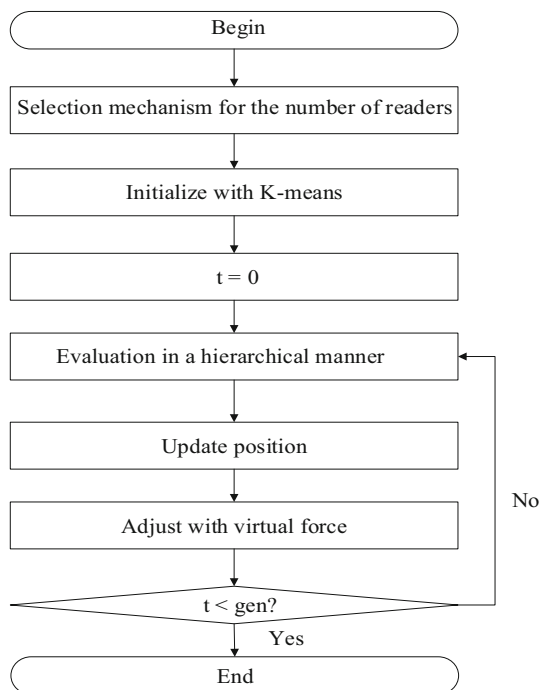 Begin
Selection mechanism for the number of readers
Initialize with K-means
t = 0
Evaluation in a hierarchical manner
Update position
Adjust with virtual force
No
t < gen?
Yes
End